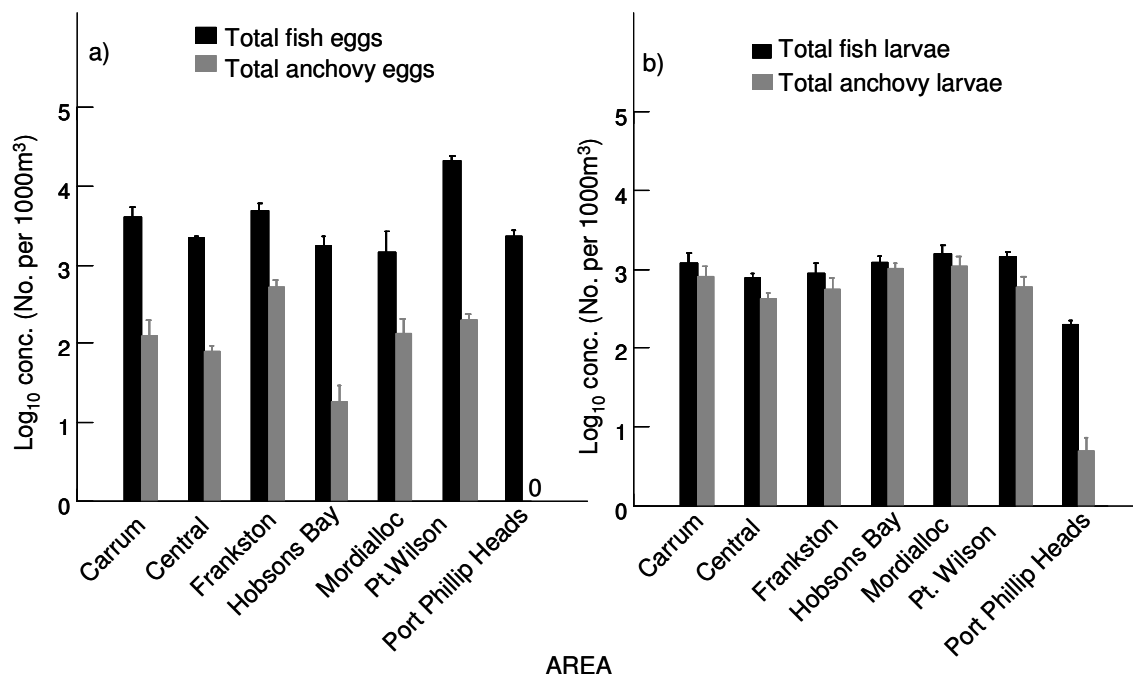 a)
Total fish eggs
Total anchovy eggs
Log₁₀ conc. (No. per 1000m³)
5
4
3
2
1
0
0
Carrum
Central
Frankston
Hobsons Bay
Mordialloc
Pt.Wilson
Port Phillip Heads
b)
Total fish larvae
Total anchovy larvae
Log₁₀ conc. (No. per 1000m³)
5
4
3
2
1
0
Carrum
Central
Frankston
Hobsons Bay
Mordialloc
Pt. Wilson
Port Phillip Heads
AREA